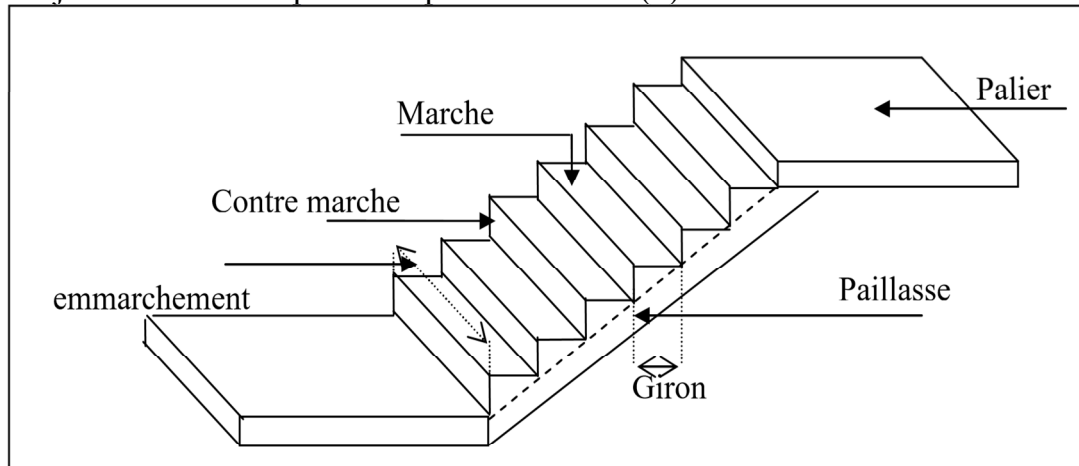 Palier
Marche
Contre marche
emmarchement
Paillasse
Giron